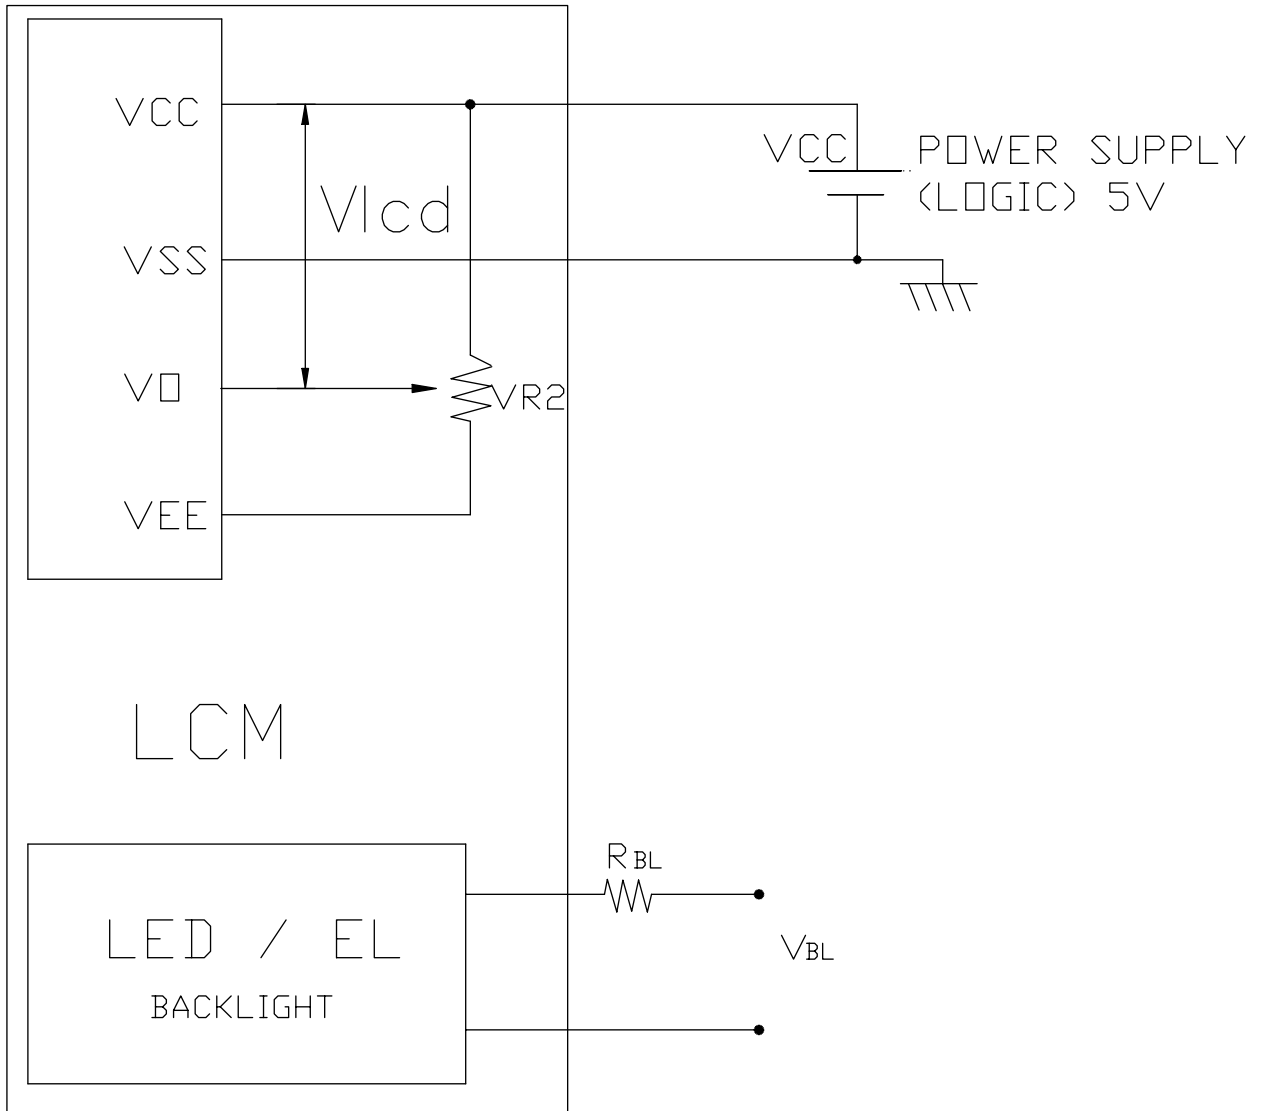 VCC
VCC
POWER SUPPLY
(LOGIC) 5V
Vlcd
VSS
VO
VR2
VEE
LCM
RBL
LED / EL
VBL
BACKLIGHT